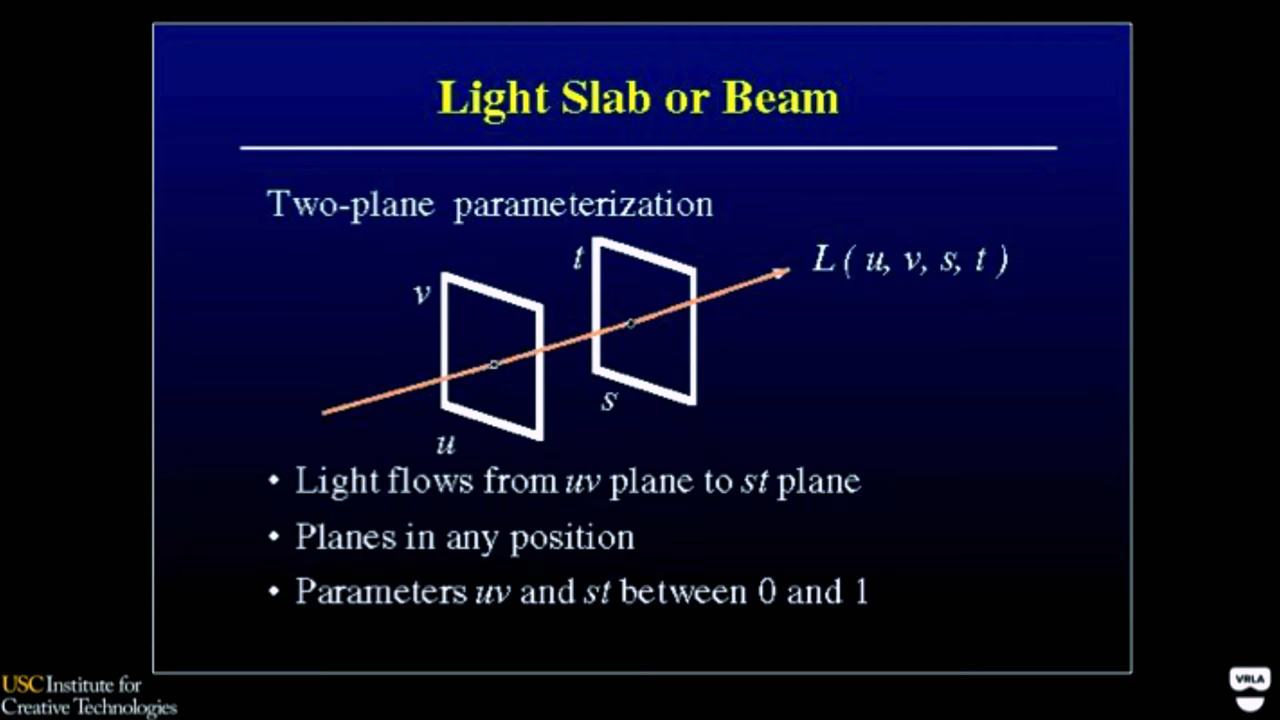 Light Slab or Beam
Two-plane parameterization
t
L ( u, v, s, t )
v
s
u
• Light flows from uv plane to st plane
• Planes in any position
• Parameters uv and st between 0 and 1
USC Institute for
Creative Technologies
VRLA